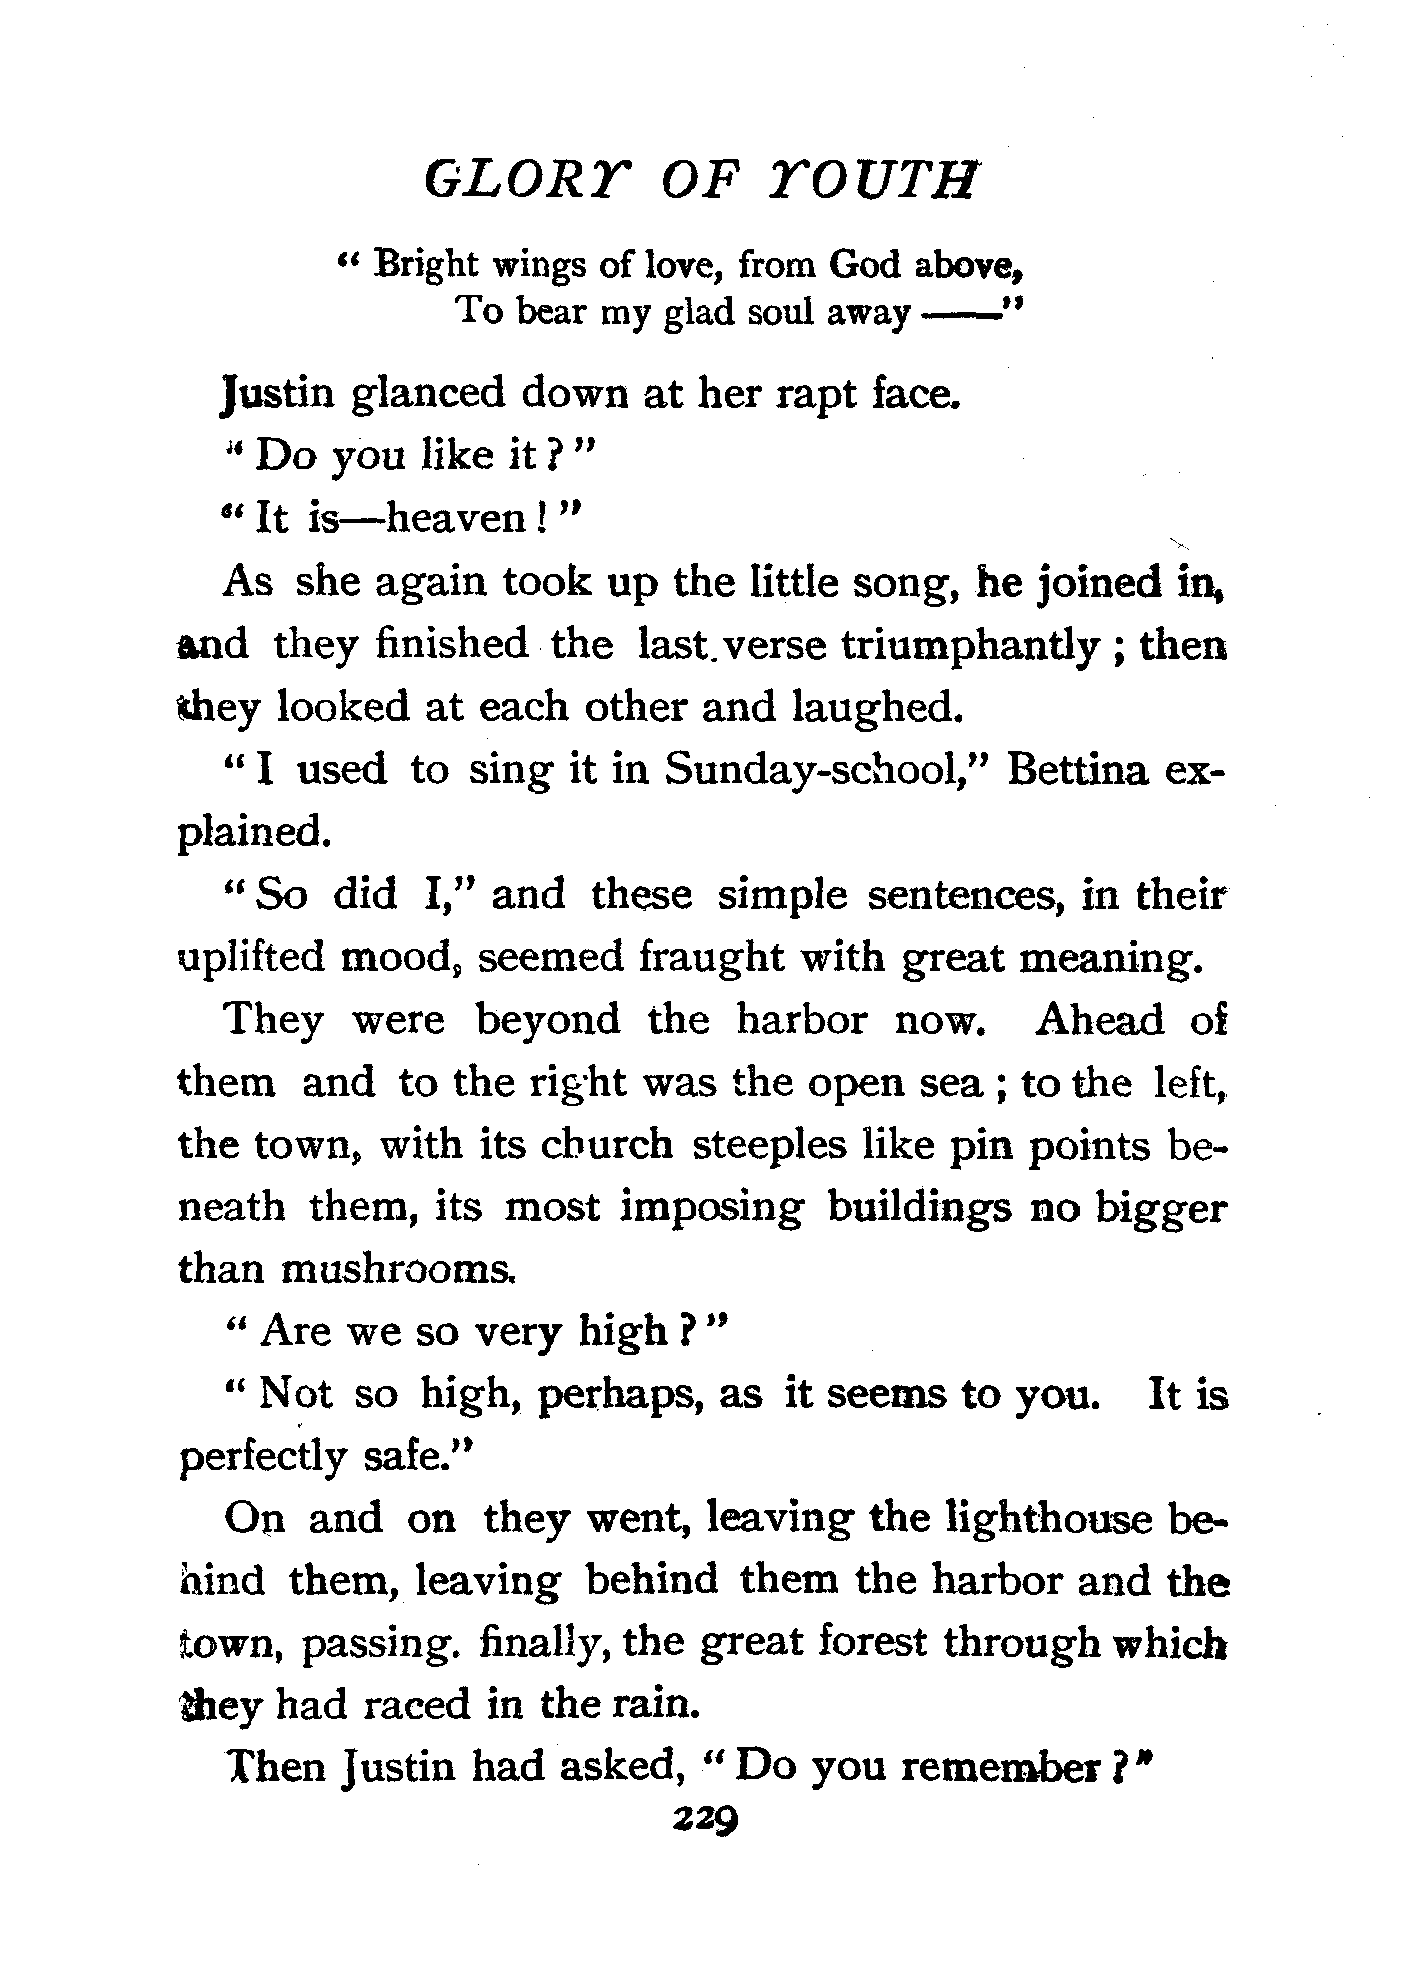 GLORY OF YOUTH
“ Bright wings of love, from God above,
To bear my glad soul away ——”
Justin glanced down at her rapt face.
“ Do you like it ? ”
“ It is—heaven ! ”
As she again took up the little song, he joined in,
and they finished the last verse triumphantly ; then
they looked at each other and laughed.
“ I used to sing it in Sunday-school,” Bettina ex-
plained.
“ So did I,” and these simple sentences, in their
uplifted mood, seemed fraught with great meaning.
They were beyond the harbor now. Ahead of
them and to the right was the open sea ; to the left,
the town, with its church steeples like pin points be-
neath them, its most imposing buildings no bigger
than mushrooms.
“ Are we so very high ? ”
“ Not so high, perhaps, as it seems to you. It is
perfectly safe.”
On and on they went, leaving the lighthouse be-
hind them, leaving behind them the harbor and the
town, passing. finally, the great forest through which
they had raced in the rain.
Then Justin had asked, “ Do you remember ? ”
229